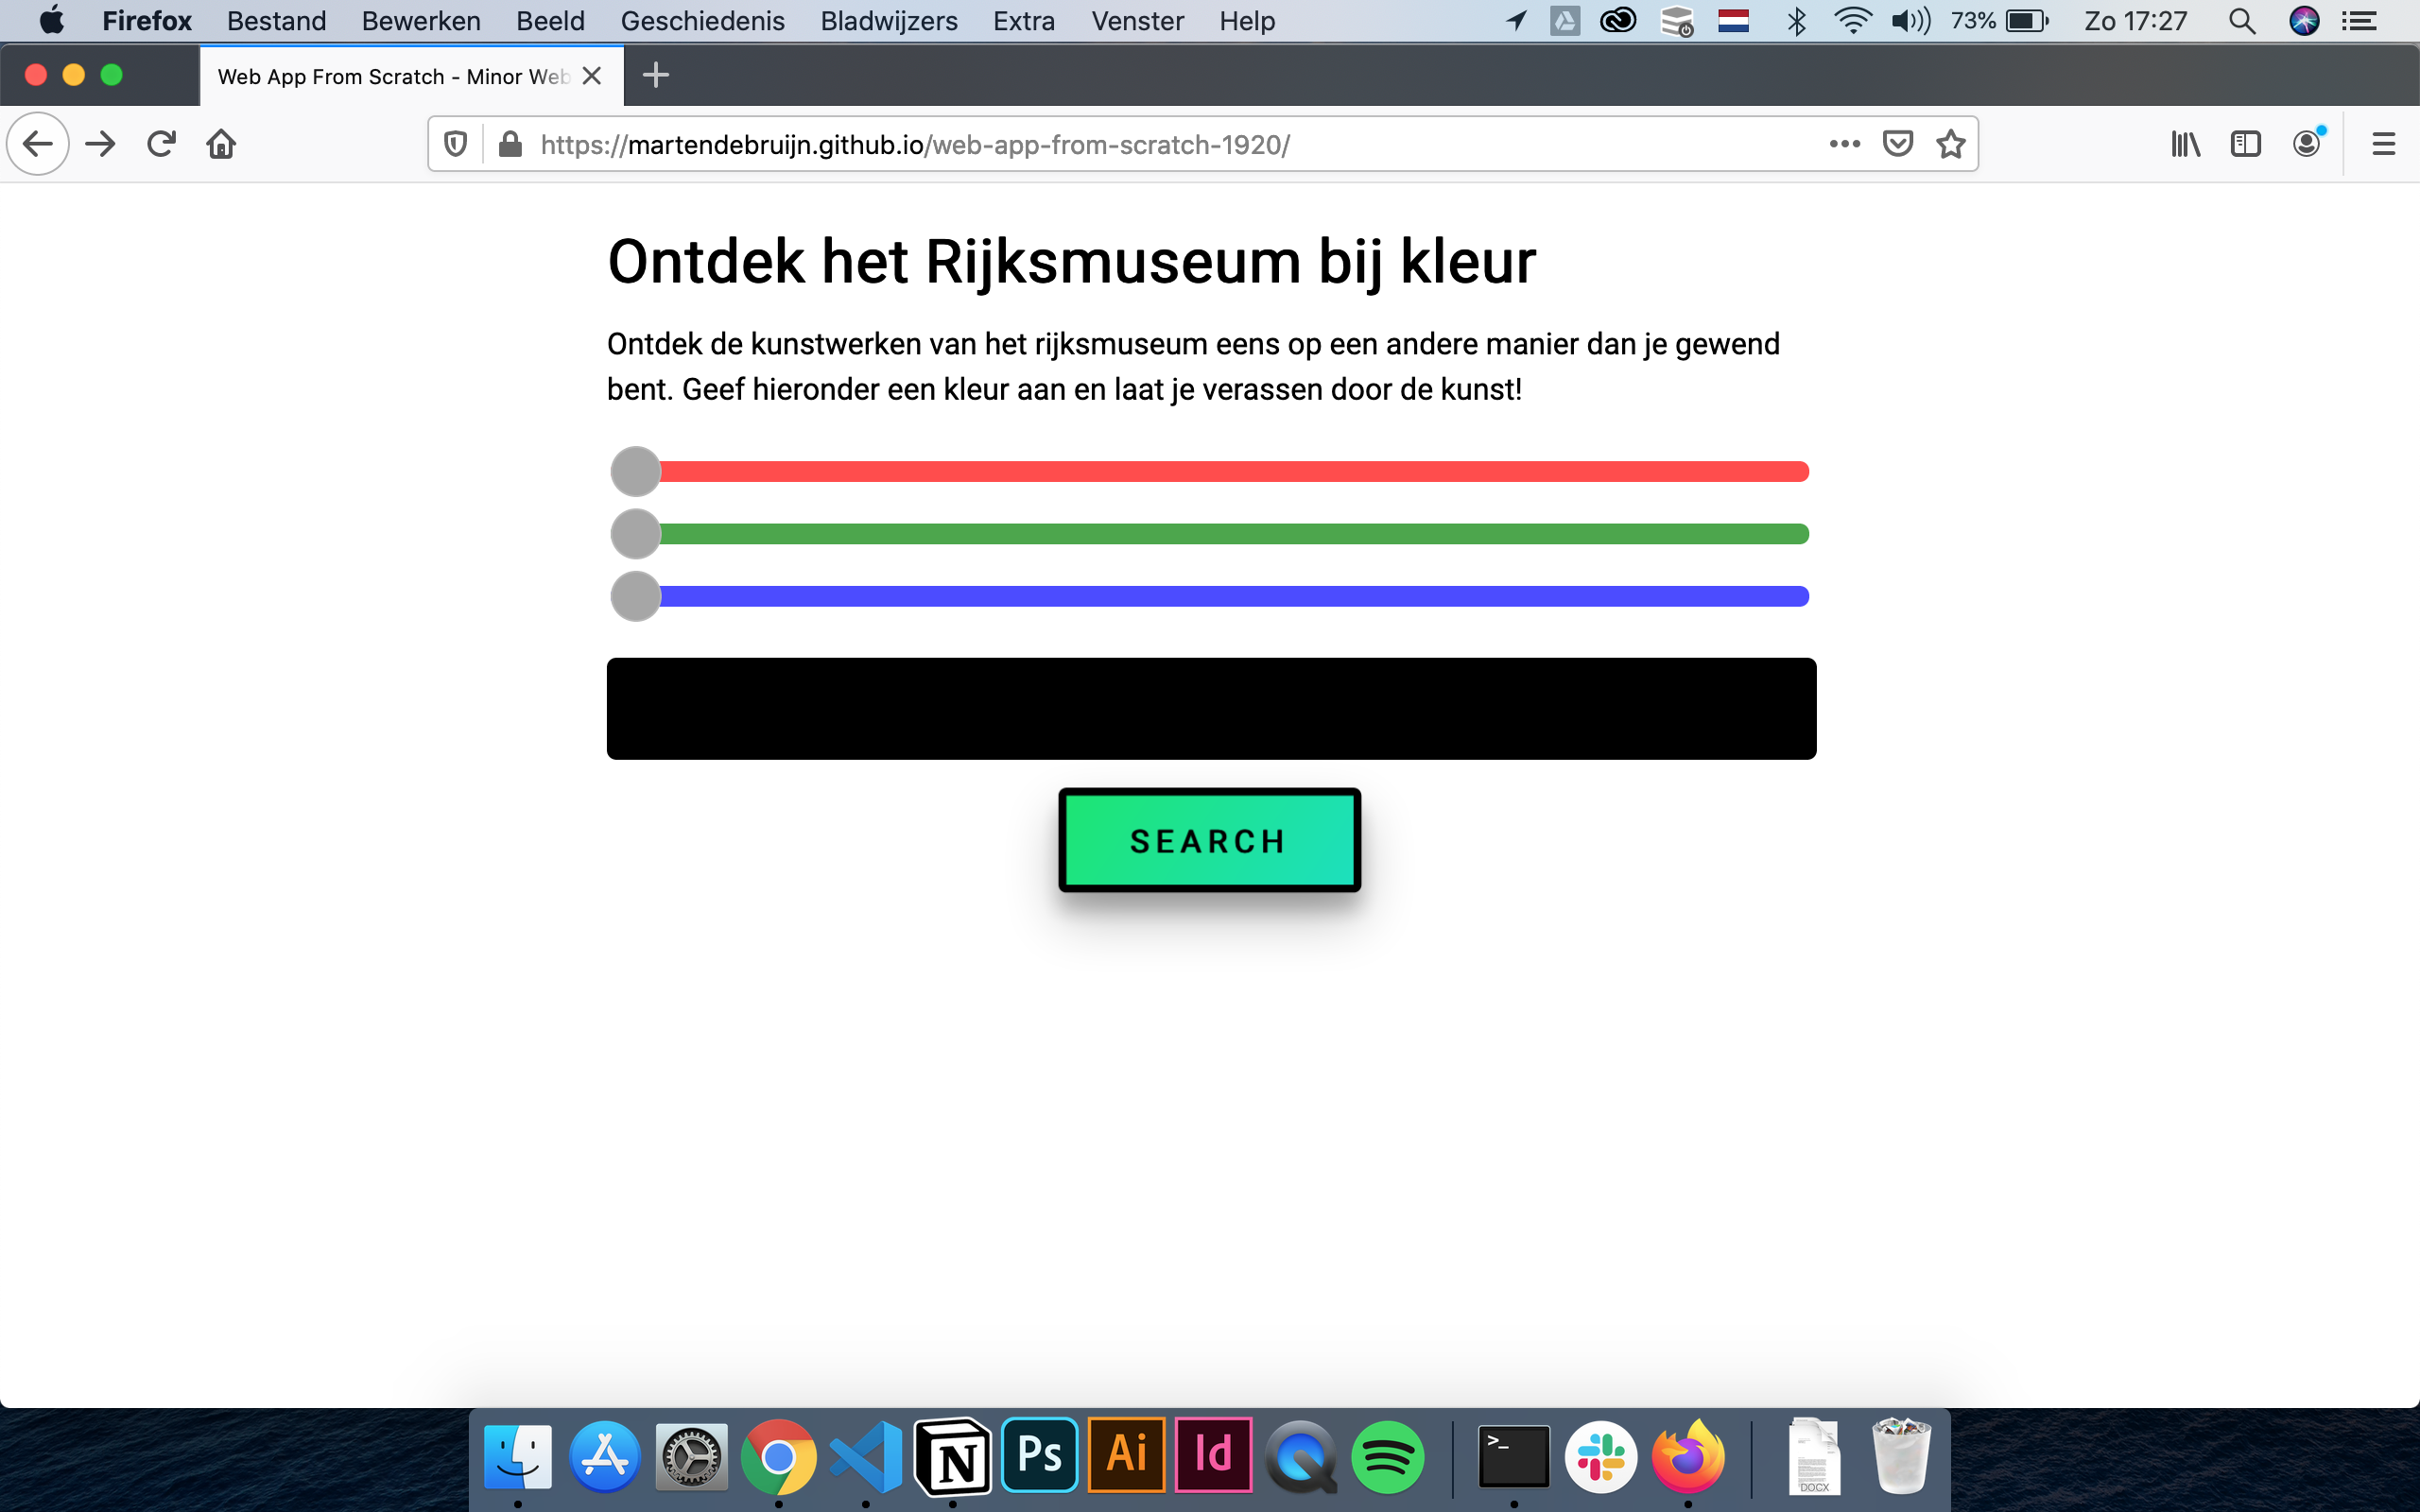 Firefox Bestand Bewerken Beeld Geschiedenis Bladwijzers Extra Venster Help 73% Zo 17:27
Web App From Scratch - Minor Web
https://martendebruijn.github.io/web-app-from-scratch-1920/
Ontdek het Rijksmuseum bij kleur
Ontdek de kunstwerken van het rijksmuseum eens op een andere manier dan je gewend
bent. Geef hieronder een kleur aan en laat je verassen door de kunst!
SEARCH
N Ps Ai Id >_ DOCX